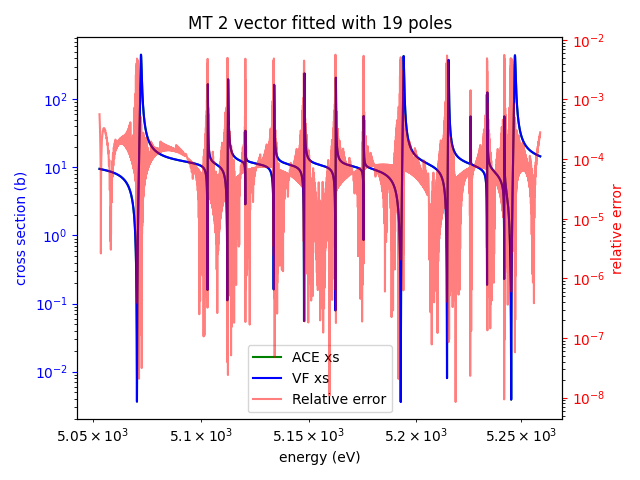 MT 2 vector fitted with 19 poles
cross section (b)
10²
10¹
10⁰
10⁻¹
10⁻²
10⁻²
10⁻³
10⁻⁴
10⁻⁵
10⁻⁶
10⁻⁷
10⁻⁸
relative error
ACE xs
VF xs
Relative error
5.05 × 10³ 5.1 × 10³ 5.15 × 10³ 5.2 × 10³ 5.25 × 10³
energy (eV)